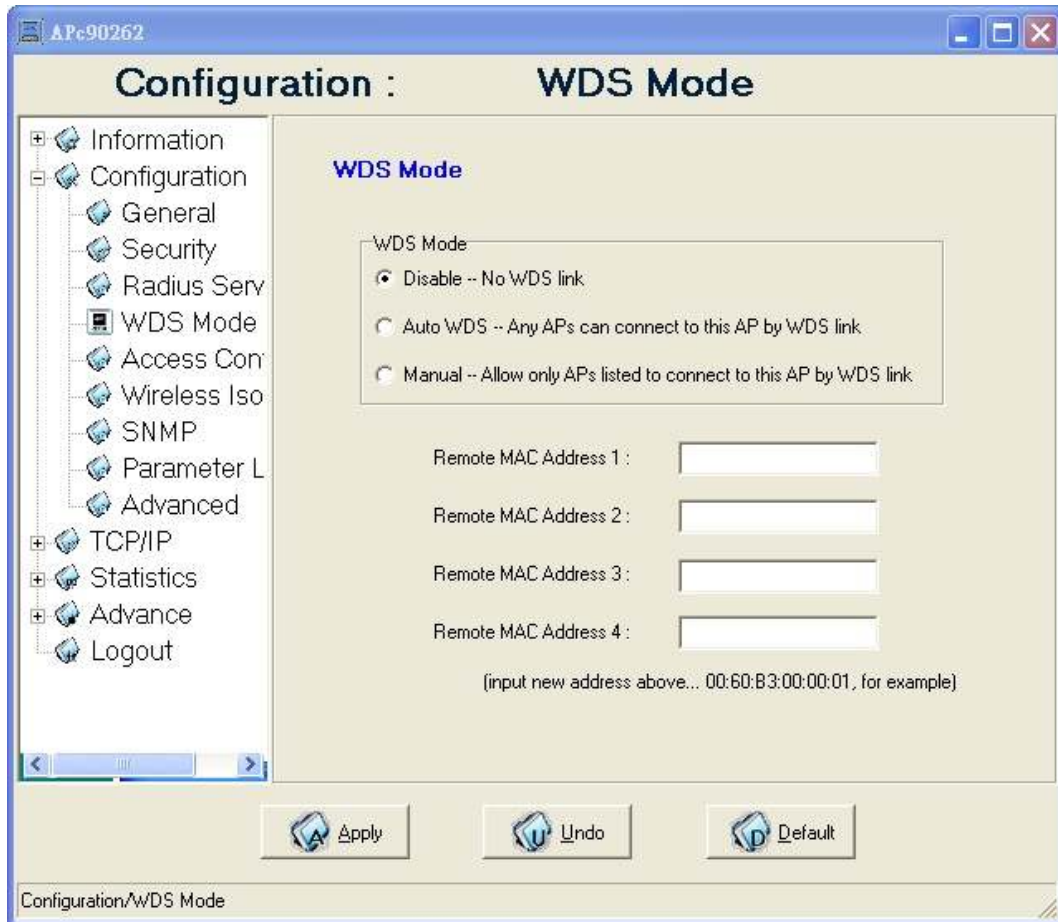 APc90262
Configuration : WDS Mode
Information
Configuration
General
Security
Radius Serv
WDS Mode
Access Con
Wireless Iso
SNMP
Parameter L
Advanced
TCP/IP
Statistics
Advance
Logout
WDS Mode
WDS Mode
Disable -- No WDS link
Auto WDS -- Any APs can connect to this AP by WDS link
Manual -- Allow only APs listed to connect to this AP by WDS link
Remote MAC Address 1 :
Remote MAC Address 2 :
Remote MAC Address 3 :
Remote MAC Address 4 :
(input new address above... 00:60:B3:00:00:01, for example)
Apply
Undo
Default
Configuration/WDS Mode